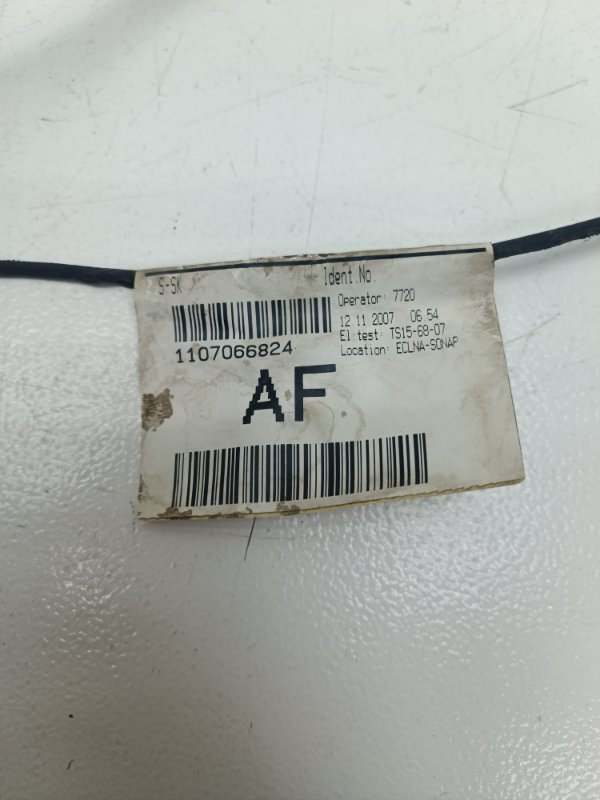 S-SK Ident.No.
Operator: 7720
12.11.2007 06.54
El.test: TS15-68-07
Location: ECLNA-SONAP
1107066824
AF